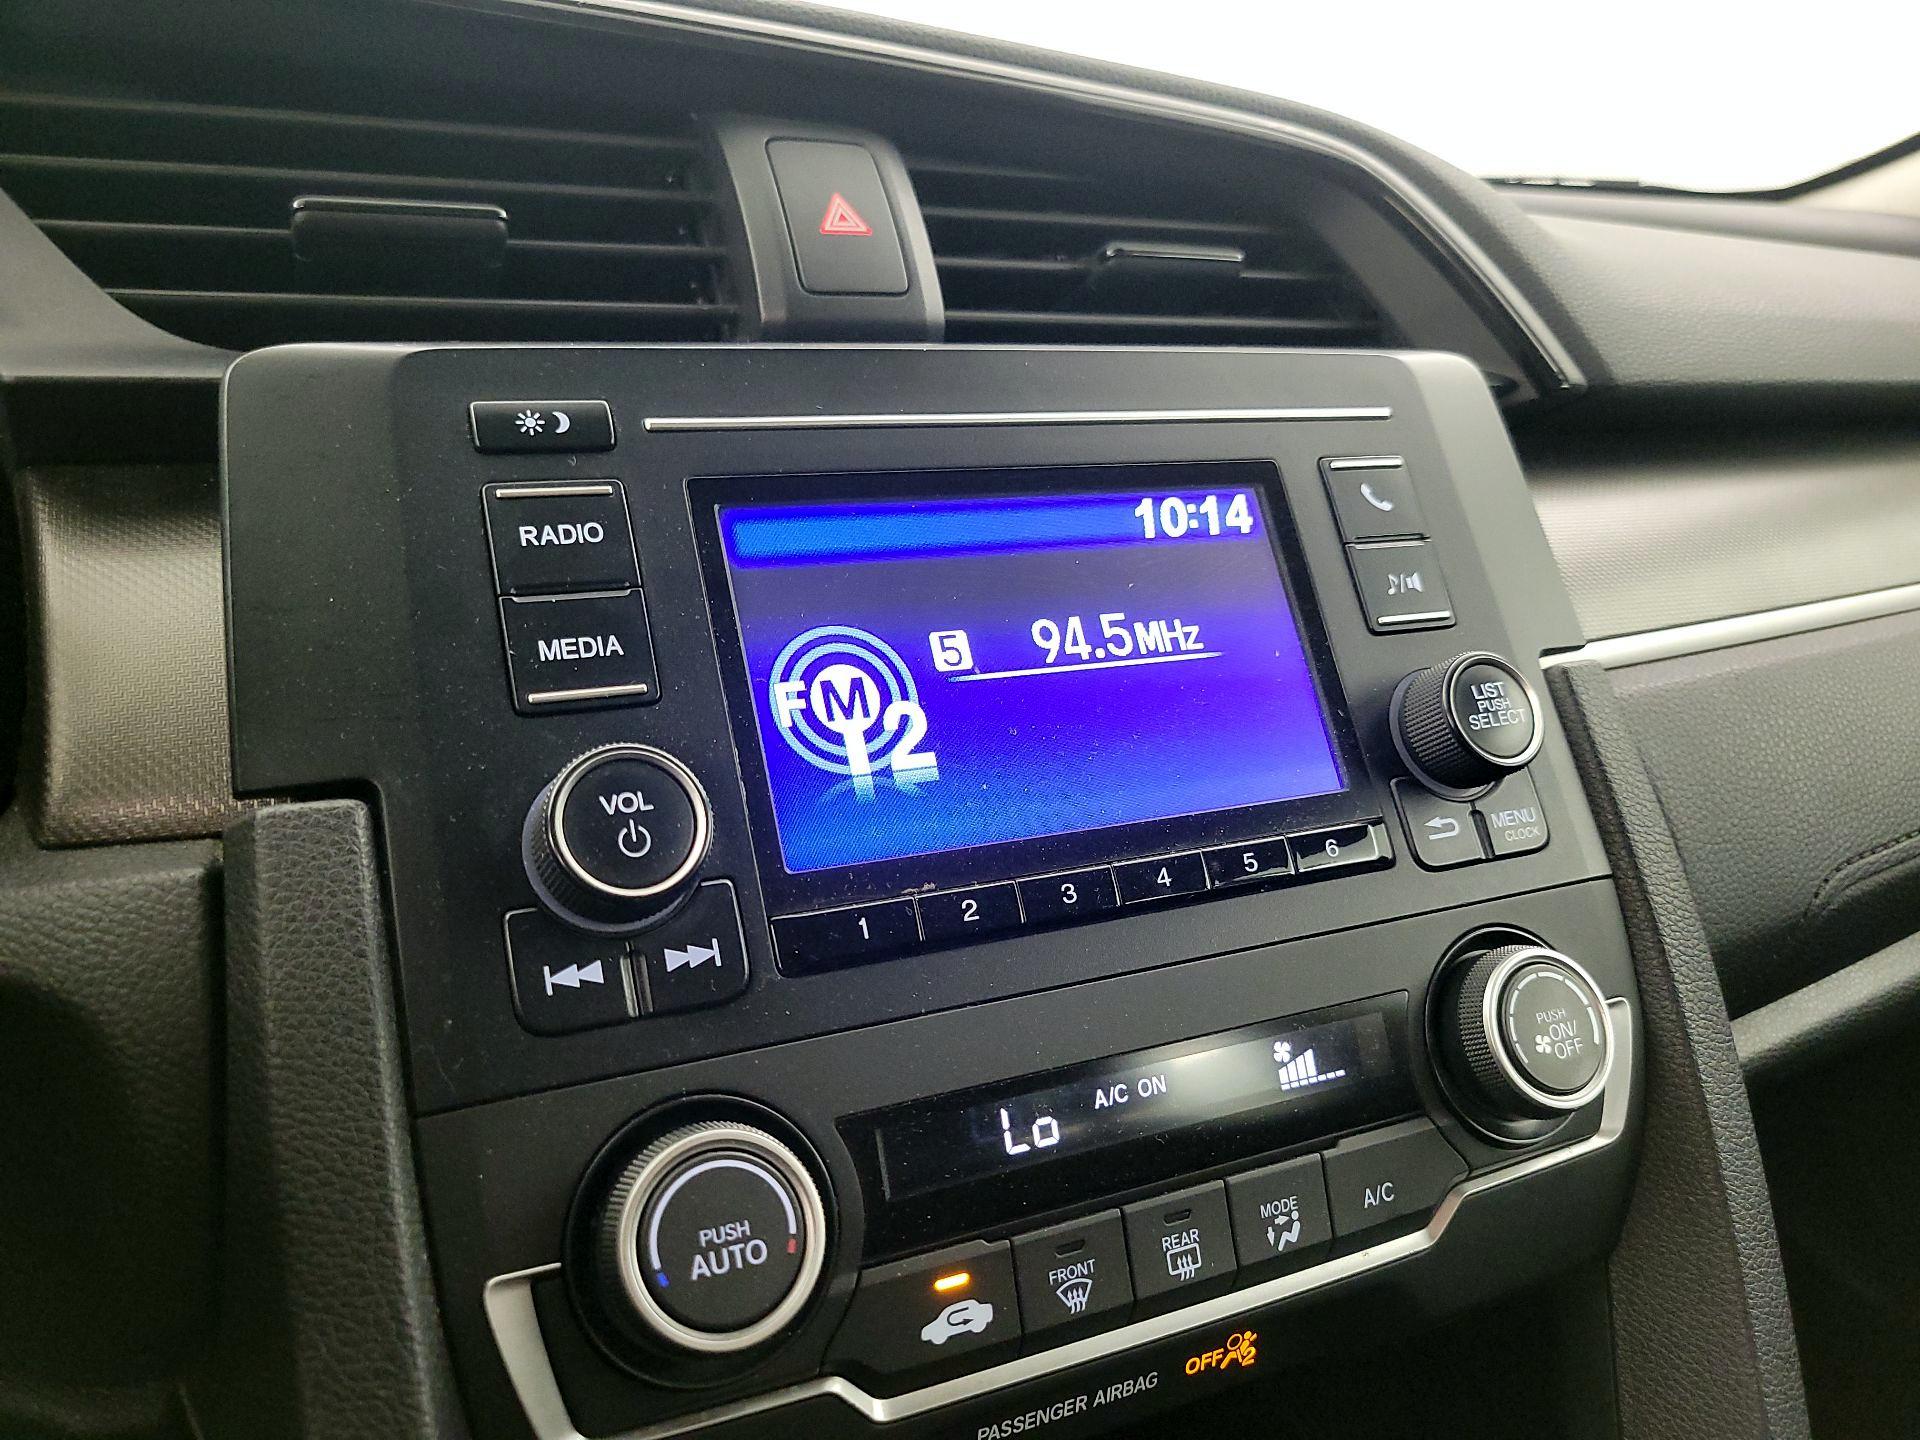 RADIO
MEDIA
VOL
10:14
5 94.5MHz
FM
12
LIST
PUSH
SELECT
MENU
CLOCK
1 2 3 4 5 6
PUSH
ON/
OFF
Lo A/C ON
PUSH
AUTO
FRONT
REAR
MODE
A/C
PASSENGER AIRBAG
OFF 2